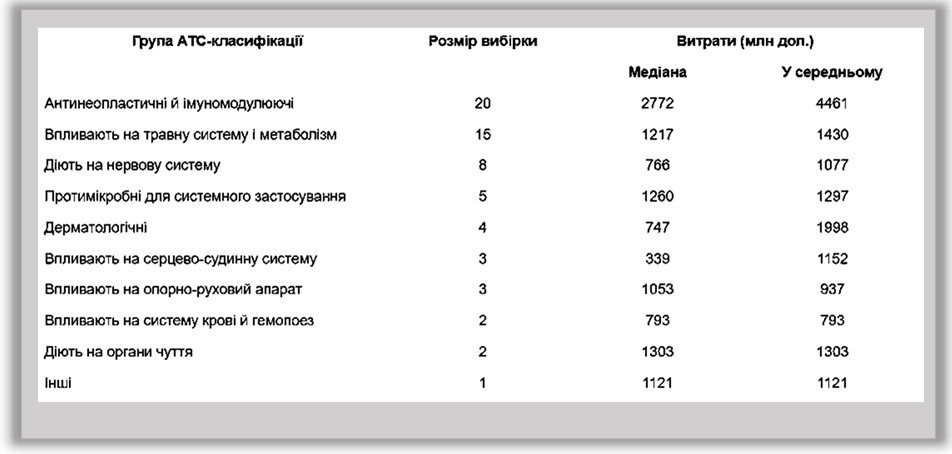 Група АТС-класифікації Розмір вибірки Витрати (млн дол.)
Медіана У середньому
Антинеопластичні й імуномодулюючі 20 2772 4461
Впливають на травну систему і метаболізм 15 1217 1430
Діють на нервову систему 8 766 1077
Протимікробні для системного застосування 5 1260 1297
Дерматологічні 4 747 1998
Впливають на серцево-судинну систему 3 339 1152
Впливають на опорно-руховий апарат 3 1053 937
Впливають на систему крові й гемопоез 2 793 793
Діють на органи чуття 2 1303 1303
Інші 1 1121 1121